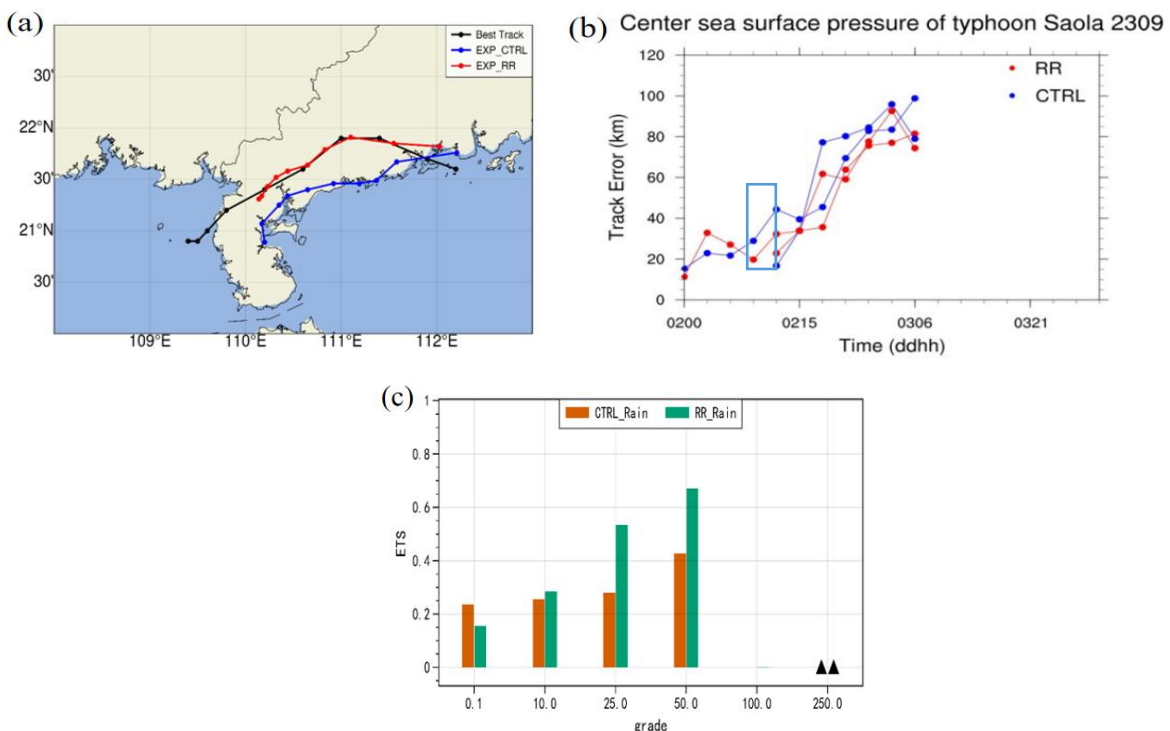 (a)
Best Track
EXP_CTRL
EXP_RR
30'
22°N
30'
21°N
30'
109°E 110°E 111°E 112°E
(b) Center sea surface pressure of typhoon Saola 2309
RR
CTRL
Track Error (km)
120
100
80
60
40
20
0
0200 0215 0306 0321
Time (ddhh)
(c)
CTRL_Rain RR_Rain
ETS
1
0.8
0.6
0.4
0.2
0
0.1 10.0 25.0 50.0 100.0 250.0
grade